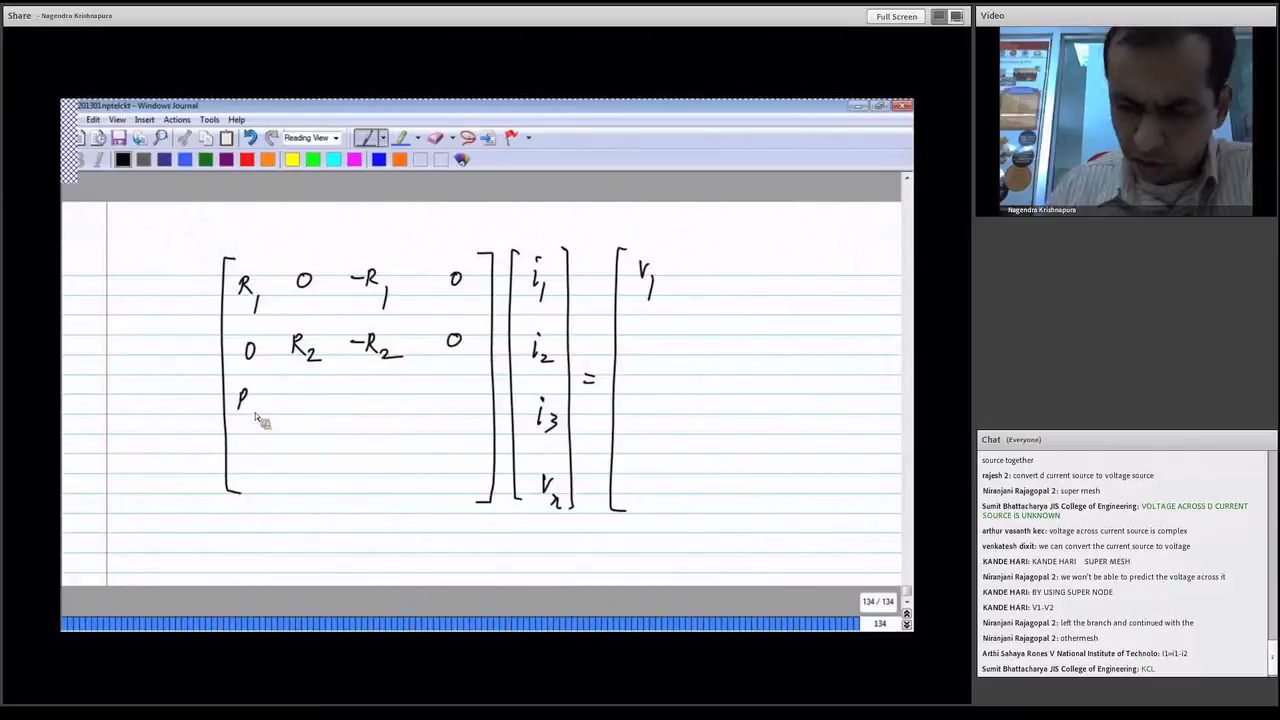 Share - Nagendra Krishnapura
Full Screen
Video
201301nptelckt - Windows Journal
Edit View Insert Actions Tools Help
Reading View
R1 0 -R1 0
0 R2 -R2 0
i1
i2
i3
vx
=
V1
134 / 134
134
Nagendra Krishnapura
Chat (Everyone)
source together
rajesh 2: convert d current source to voltage source
Niranjani Rajagopal 2: super mesh
Sumit Bhattacharya JIS College of Engineering: VOLTAGE ACROSS D CURRENT
SOURCE IS UNKNOWN
arthur vasanth kec: voltage across current source is complex
venkatesh dixit: we can convert the current source to voltage
KANDE HARI: KANDE HARI SUPER MESH
Niranjani Rajagopal 2: we won't be able to predict the voltage across it
KANDE HARI: BY USING SUPER NODE
KANDE HARI: V1-V2
Niranjani Rajagopal 2: left the branch and continued with the
Niranjani Rajagopal 2: othermesh
Arthi Sahaya Rones V National Institute of Technolo: I1=i1-i2
Sumit Bhattacharya JIS College of Engineering: KCL